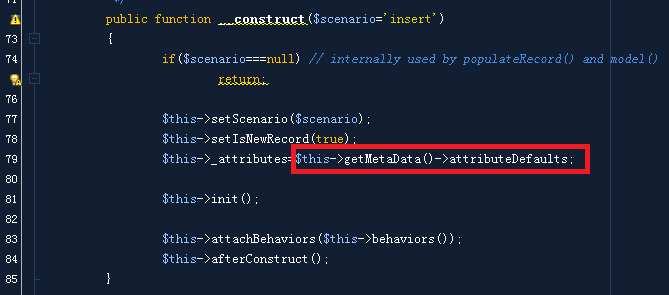 */
public function __construct($scenario='insert')
73 {
74 if($scenario===null) // internally used by populateRecord() and model()
return;
76
77 $this->setScenario($scenario);
78 $this->setIsNewRecord(true);
79 $this->_attributes=$this->getMetaData()->attributeDefaults;
80
81 $this->init();
82
83 $this->attachBehaviors($this->behaviors());
84 $this->afterConstruct();
85 }